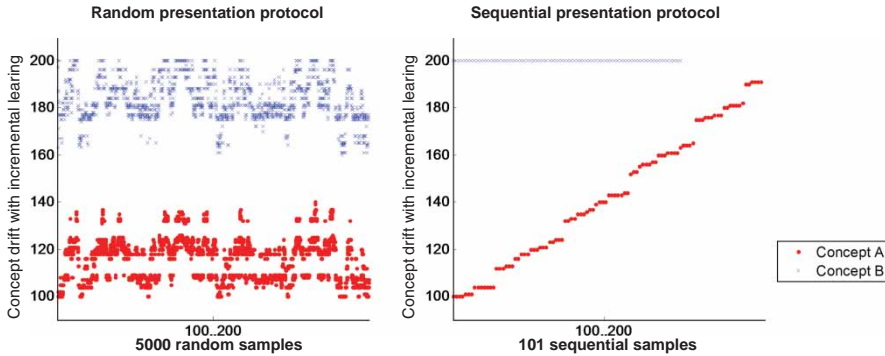 Random presentation protocol
Concept drift with incremental learing
200
180
160
140
120
100
100..200
5000 random samples
Sequential presentation protocol
Concept drift with incremental learing
200
180
160
140
120
100
100..200
101 sequential samples
Concept A
Concept B